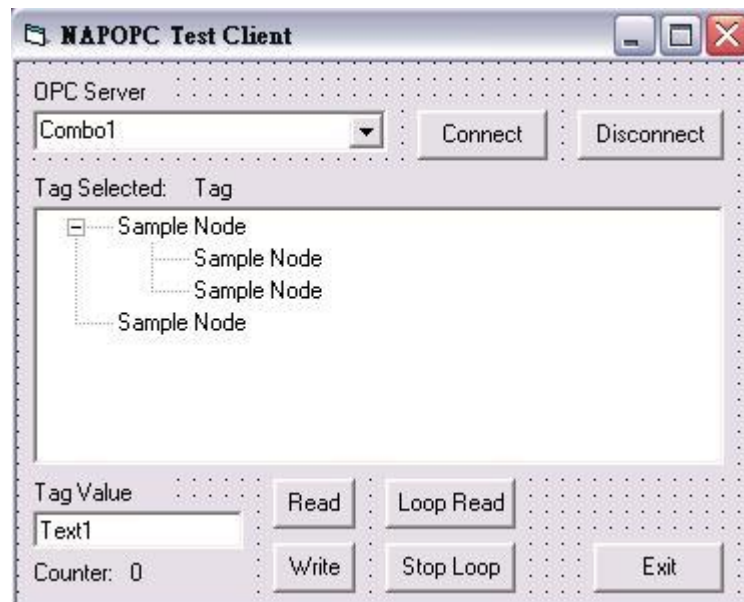 NAPOPC Test Client
OPC Server
Combo1 Connect Disconnect
Tag Selected: Tag
Sample Node
Sample Node
Sample Node
Sample Node
Tag Value Read Loop Read
Text1
Counter: 0 Write Stop Loop Exit